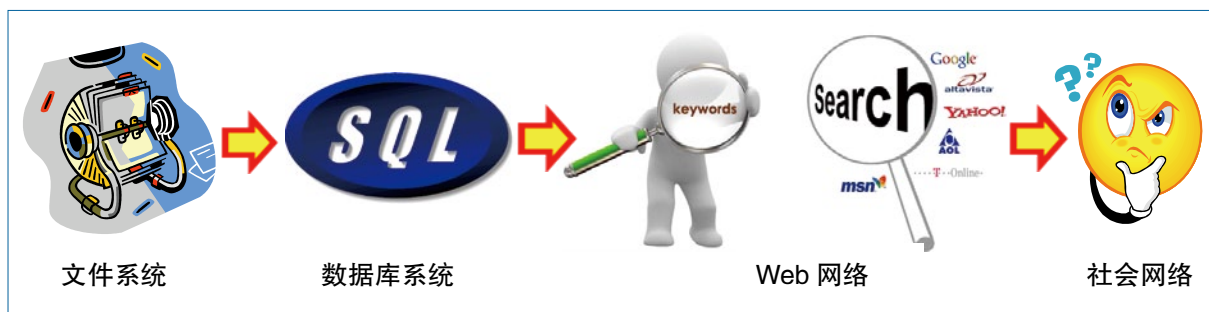 SQL
keywords
Search
Google
altavista
YAHOO!
AOL
msn
T--Online-
??
文件系统
数据库系统
Web 网络
社会网络